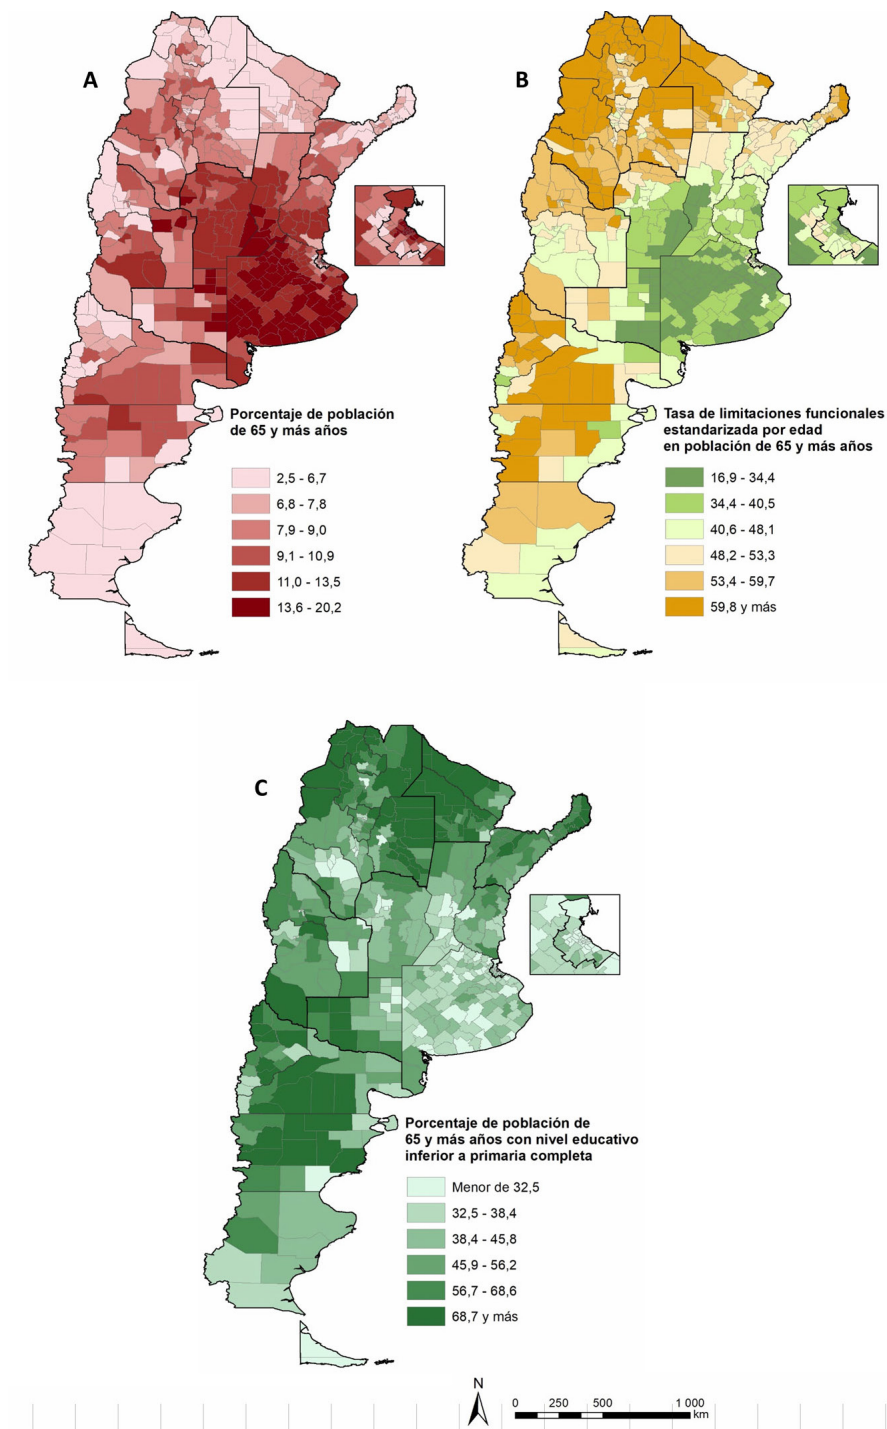 A
B
Porcentaje de población
de 65 y más años
2,5 - 6,7
6,8 - 7,8
7,9 - 9,0
9,1 - 10,9
11,0 - 13,5
13,6 - 20,2
Tasa de limitaciones funcionales
estandarizada por edad
en población de 65 y más años
16,9 - 34,4
34,4 - 40,5
40,6 - 48,1
48,2 - 53,3
53,4 - 59,7
59,8 y más
C
Porcentaje de población de
65 y más años con nivel educativo
inferior a primaria completa
Menor de 32,5
32,5 - 38,4
38,4 - 45,8
45,9 - 56,2
56,7 - 68,6
68,7 y más
N
0 250 500 1 000
km